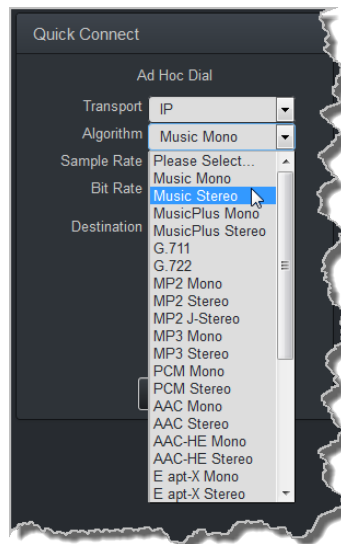 Quick Connect
Ad Hoc Dial
Transport IP
Algorithm Music Mono
Sample Rate
Bit Rate
Destination
Please Select...
Music Mono
Music Stereo
MusicPlus Mono
MusicPlus Stereo
G.711
G.722
MP2 Mono
MP2 Stereo
MP2 J-Stereo
MP3 Mono
MP3 Stereo
PCM Mono
PCM Stereo
AAC Mono
AAC Stereo
AAC-HE Mono
AAC-HE Stereo
E apt-X Mono
E apt-X Stereo